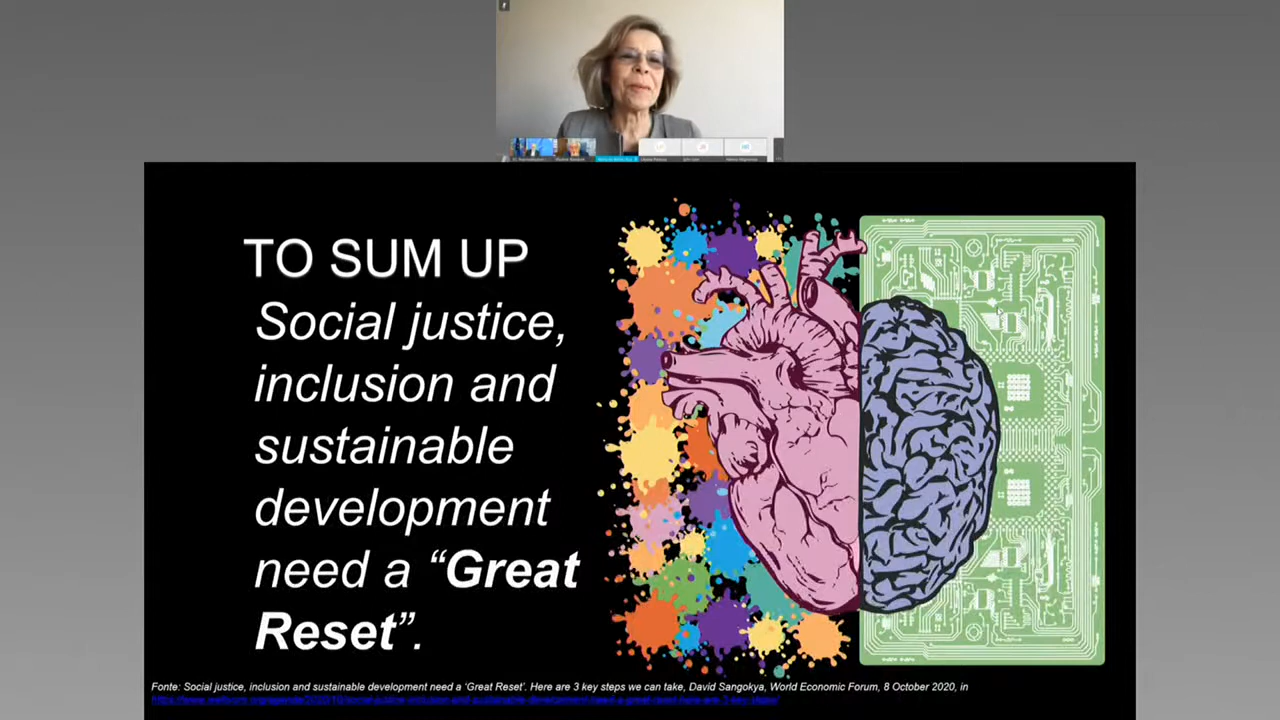 TO SUM UP
Social justice,
inclusion and
sustainable
development
need a “Great
Reset”.
Fonte: Social justice, inclusion and sustainable development need a ‘Great Reset’. Here are 3 key steps we can take, David Sangokya, World Economic Forum, 8 October 2020, in